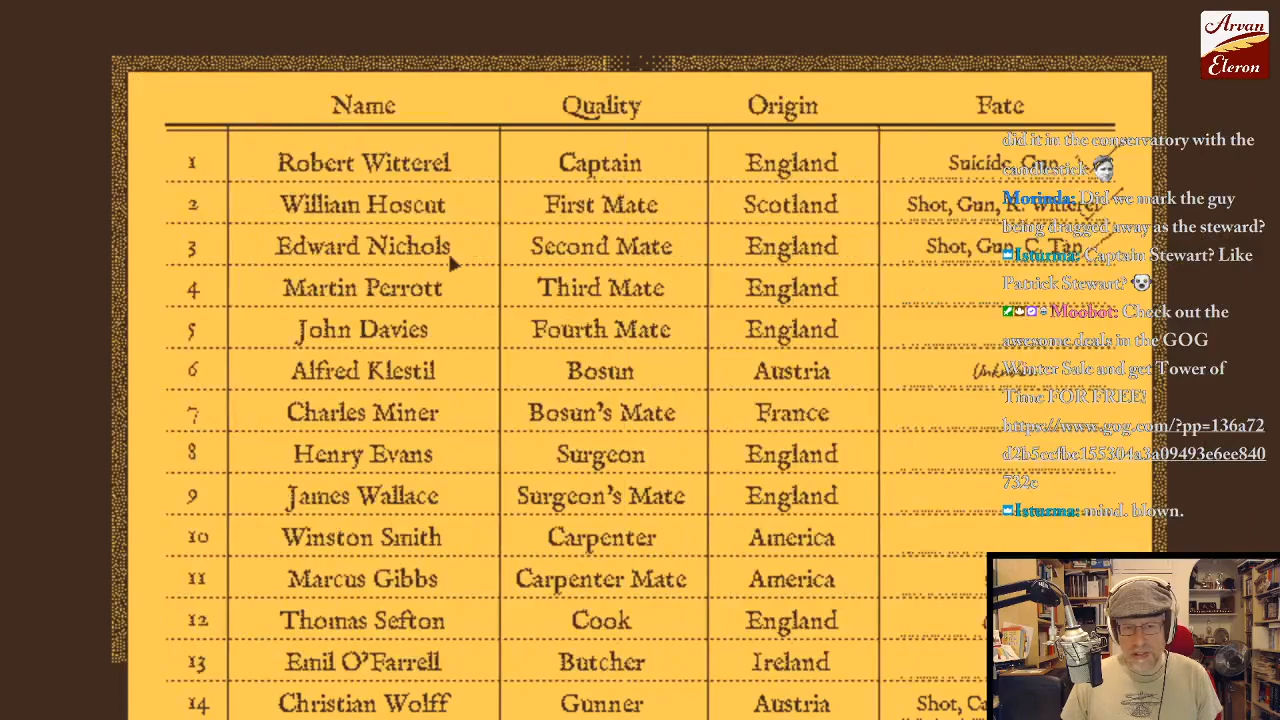 Arvan
Eleron
Name Quality Origin Fate
1 Robert Witterel Captain England Suicide, Gun
2 William Hoscut First Mate Scotland Shot, Gun, R. Witterel
3 Edward Nichols Second Mate England Shot, Gun, C. Tan
4 Martin Perrott Third Mate England
5 John Davies Fourth Mate England
6 Alfred Klestil Bosun Austria
7 Charles Miner Bosun's Mate France
8 Henry Evans Surgeon England
9 James Wallace Surgeon's Mate England
10 Winston Smith Carpenter America
11 Marcus Gibbs Carpenter Mate America
12 Thomas Sefton Cook England
13 Emil O'Farrell Butcher Ireland
14 Christian Wolff Gunner Austria Shot,
did it in the conservatory with the
candlestick
Morinda: Did we mark the guy
being dragged away as the steward?
Isturma: Captain Stewart? Like
Patrick Stewart?
Moobot: Check out the
awesome deals in the GOG
Winter Sale and get Tower of
Time FOR FREE!
https://www.gog.com/?pp=136a72
d2b5cefbc155304a3a09493e6ee840
732e
Isturma: mind. blown.